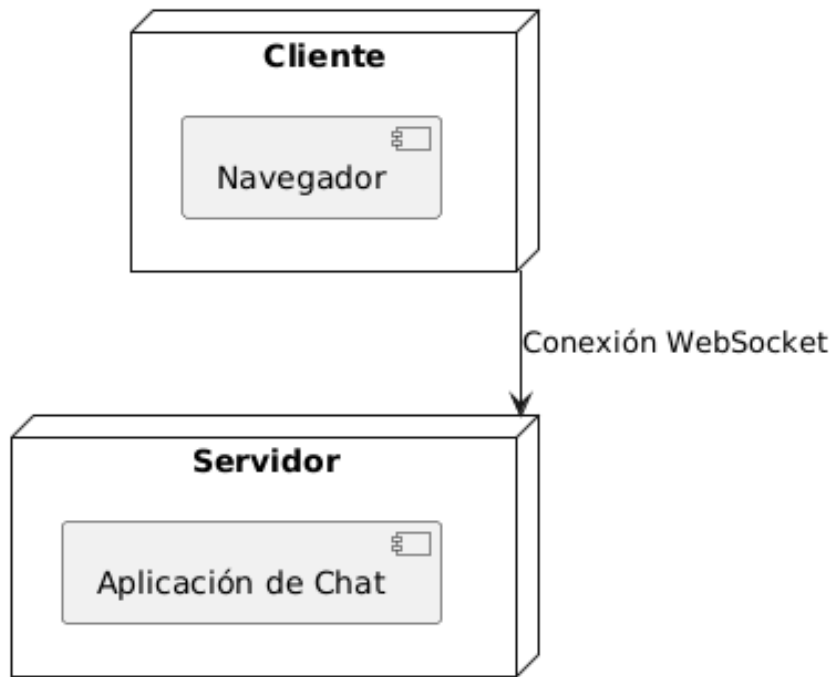 Cliente
Navegador
Conexión WebSocket
Servidor
Aplicación de Chat